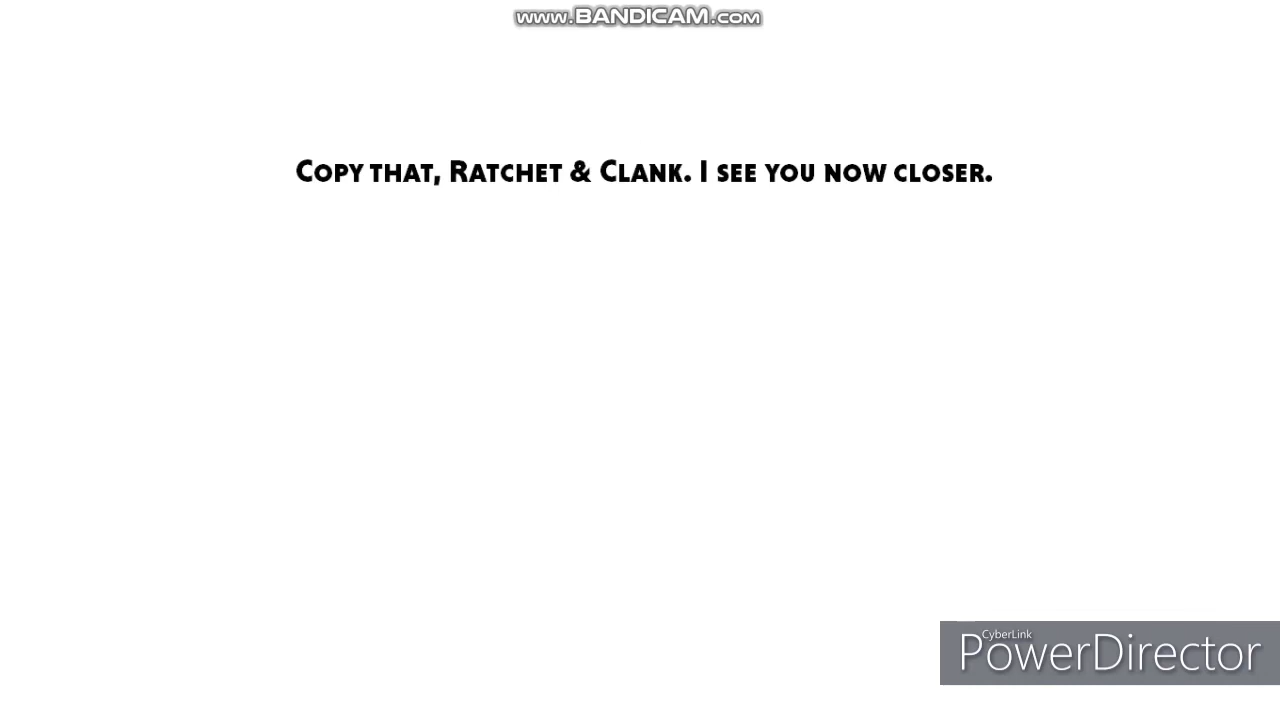 www.BANDICAM.com
Copy that, Ratchet & Clank. I see you now closer.
CyberLink
PowerDirector